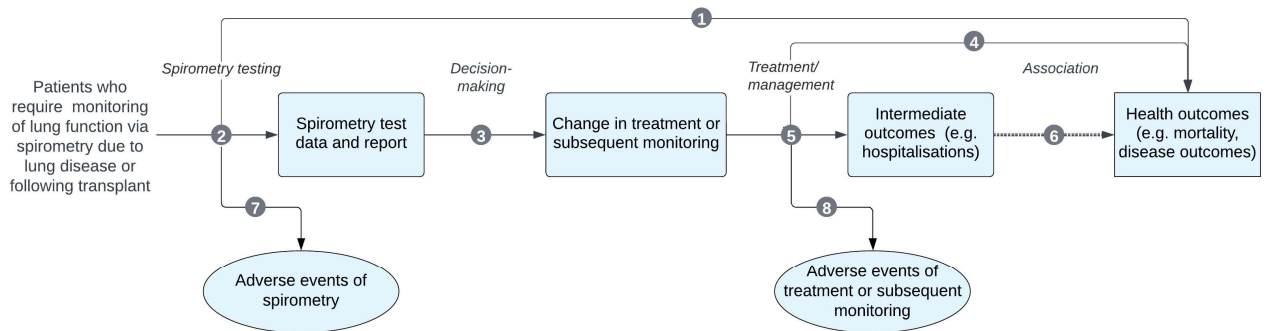 1
4
Spirometry testing
Decision-
making
Treatment/
management
Association
Patients who
require monitoring
of lung function via
spirometry due to
lung disease or
following transplant
2
Spirometry test
data and report
3
Change in treatment or
subsequent monitoring
5
Intermediate
outcomes (e.g.
hospitalisations)
6
Health outcomes
(e.g. mortality,
disease outcomes)
7
8
Adverse events of
spirometry
Adverse events of
treatment or subsequent
monitoring